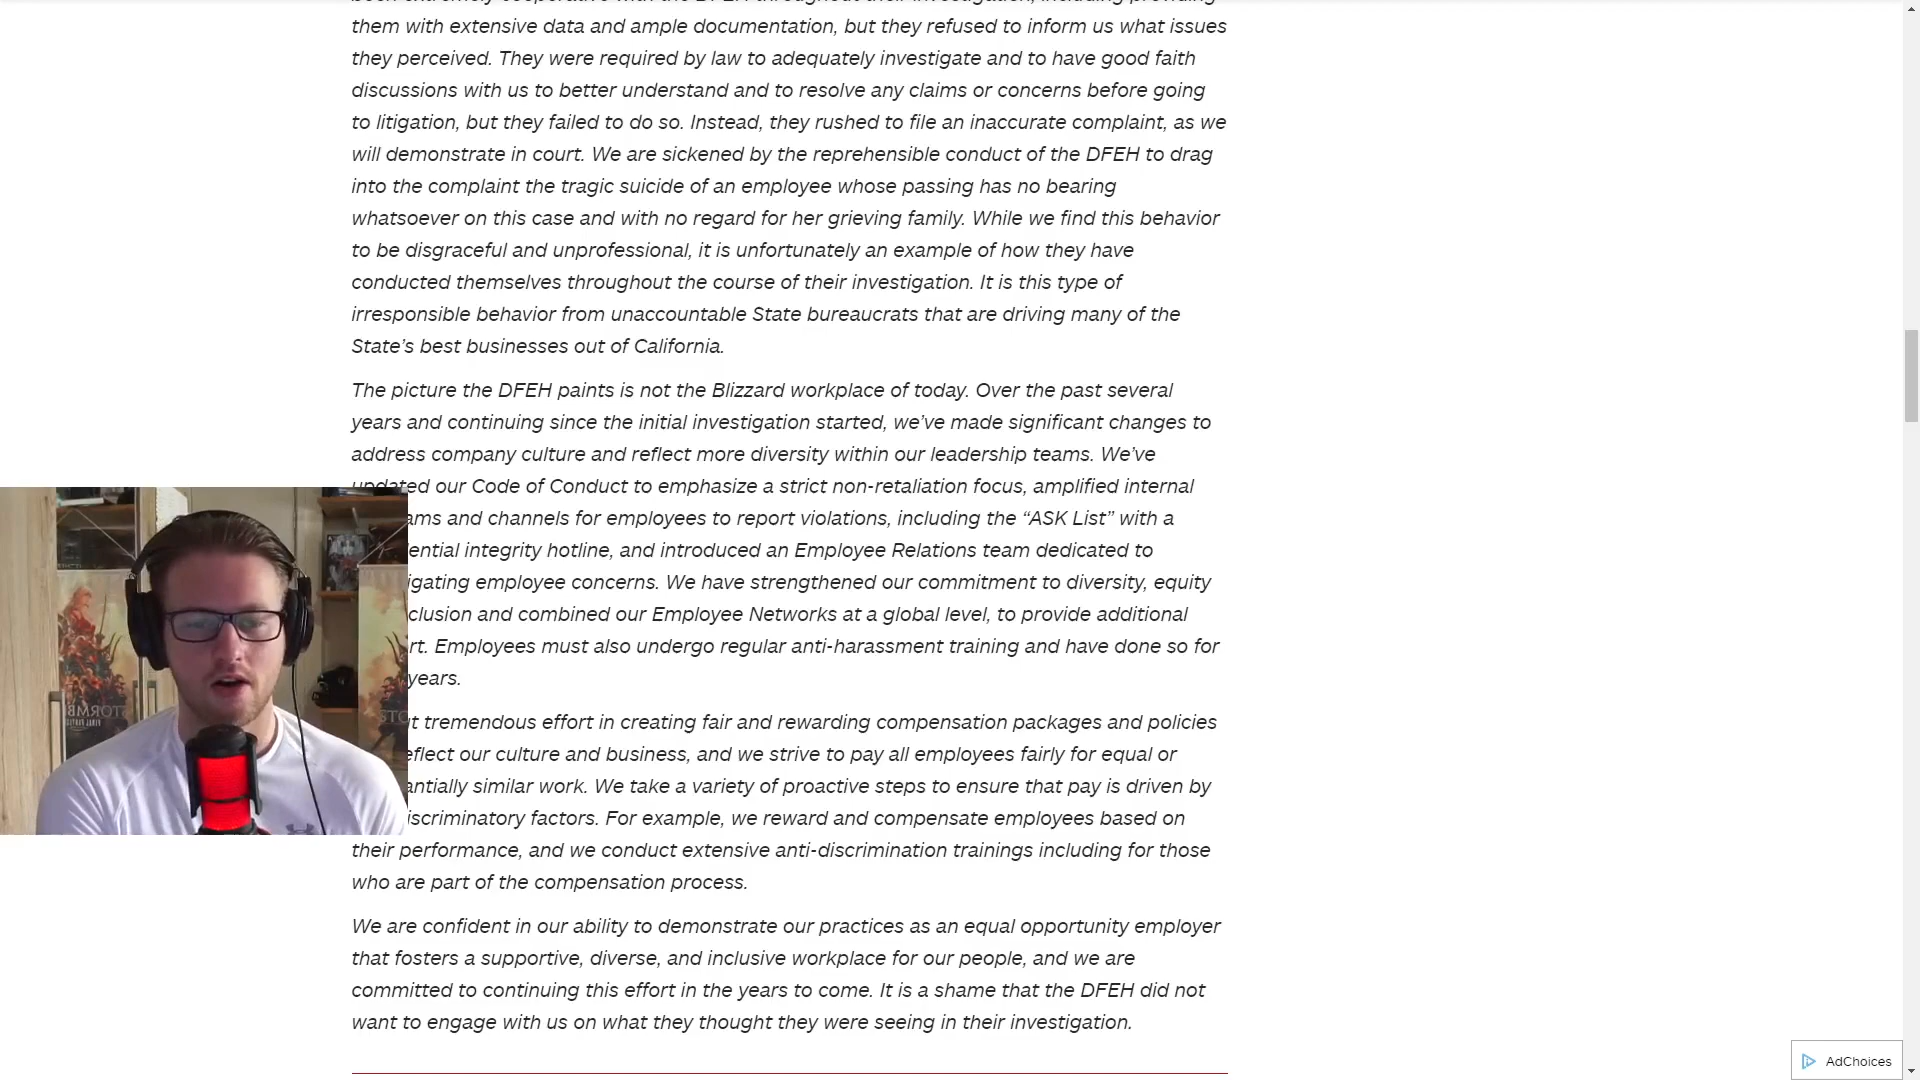 them with extensive data and ample documentation, but they refused to inform us what issues
they perceived. They were required by law to adequately investigate and to have good faith
discussions with us to better understand and to resolve any claims or concerns before going
to litigation, but they failed to do so. Instead, they rushed to file an inaccurate complaint, as we
will demonstrate in court. We are sickened by the reprehensible conduct of the DFEH to drag
into the complaint the tragic suicide of an employee whose passing has no bearing
whatsoever on this case and with no regard for her grieving family. While we find this behavior
to be disgraceful and unprofessional, it is unfortunately an example of how they have
conducted themselves throughout the course of their investigation. It is this type of
irresponsible behavior from unaccountable State bureaucrats that are driving many of the
State’s best businesses out of California.
The picture the DFEH paints is not the Blizzard workplace of today. Over the past several
years and continuing since the initial investigation started, we’ve made significant changes to
address company culture and reflect more diversity within our leadership teams. We’ve
updated our Code of Conduct to emphasize a strict non-retaliation focus, amplified internal
ams and channels for employees to report violations, including the “ASK List” with a
ential integrity hotline, and introduced an Employee Relations team dedicated to
igating employee concerns. We have strengthened our commitment to diversity, equity
clusion and combined our Employee Networks at a global level, to provide additional
rt. Employees must also undergo regular anti-harassment training and have done so for
years.
t tremendous effort in creating fair and rewarding compensation packages and policies
eflect our culture and business, and we strive to pay all employees fairly for equal or
antially similar work. We take a variety of proactive steps to ensure that pay is driven by
iscriminatory factors. For example, we reward and compensate employees based on
their performance, and we conduct extensive anti-discrimination trainings including for those
who are part of the compensation process.
We are confident in our ability to demonstrate our practices as an equal opportunity employer
that fosters a supportive, diverse, and inclusive workplace for our people, and we are
committed to continuing this effort in the years to come. It is a shame that the DFEH did not
want to engage with us on what they thought they were seeing in their investigation.
AdChoices